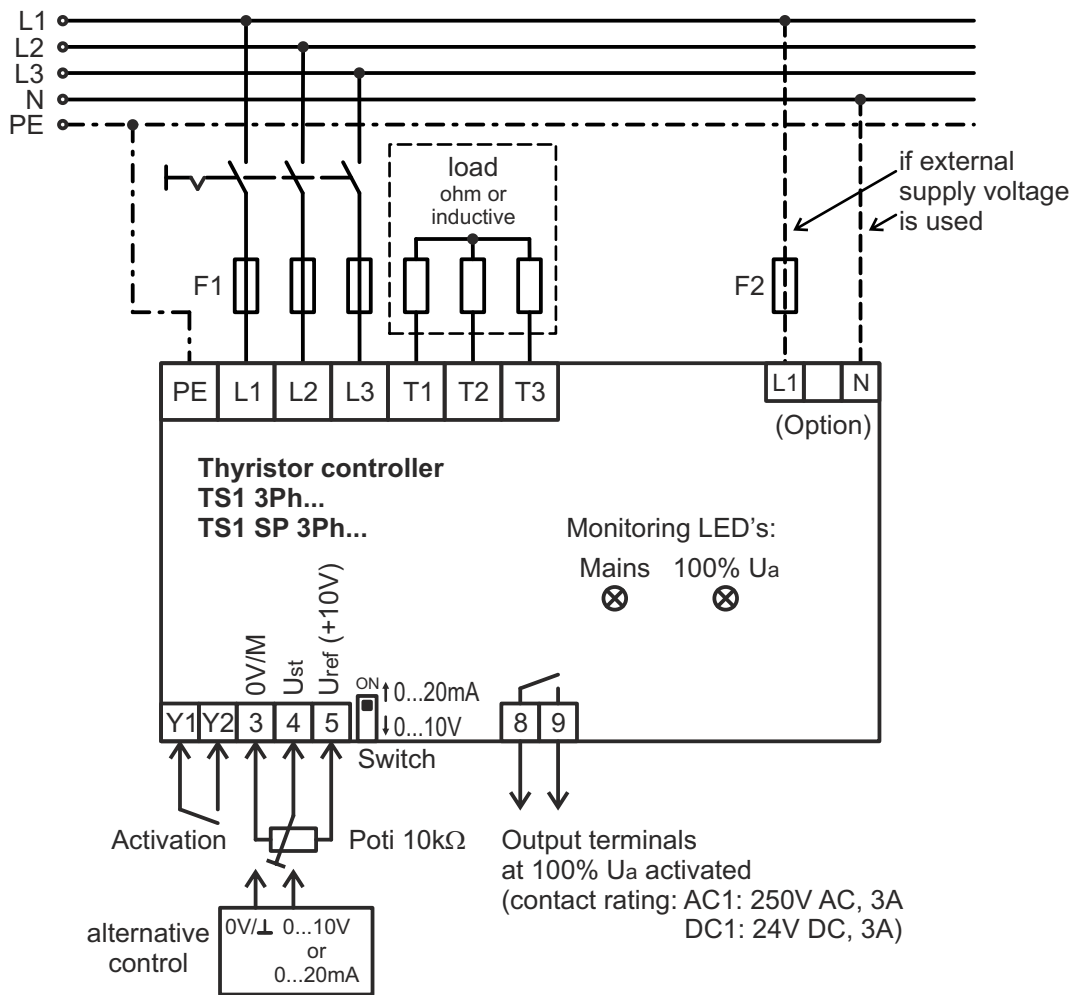 L1
L2
L3
N
PE
load
ohm or
inductive
if external
supply voltage
is used
F1
F2
PE L1 L2 L3 T1 T2 T3
L1 N
(Option)
Thyristor controller
TS1 3Ph...
TS1 SP 3Ph...
Monitoring LED's:
Mains 100% Ua
0V/M
Ust
Uref (+10V)
ON ↑ 0...20mA
↓ 0...10V
Y1 Y2 3 4 5
8 9
Switch
Activation
Poti 10kΩ
Output terminals
at 100% Ua activated
(contact rating: AC1: 250V AC, 3A
DC1: 24V DC, 3A)
alternative
control
0V/⊥ 0...10V
or
0...20mA